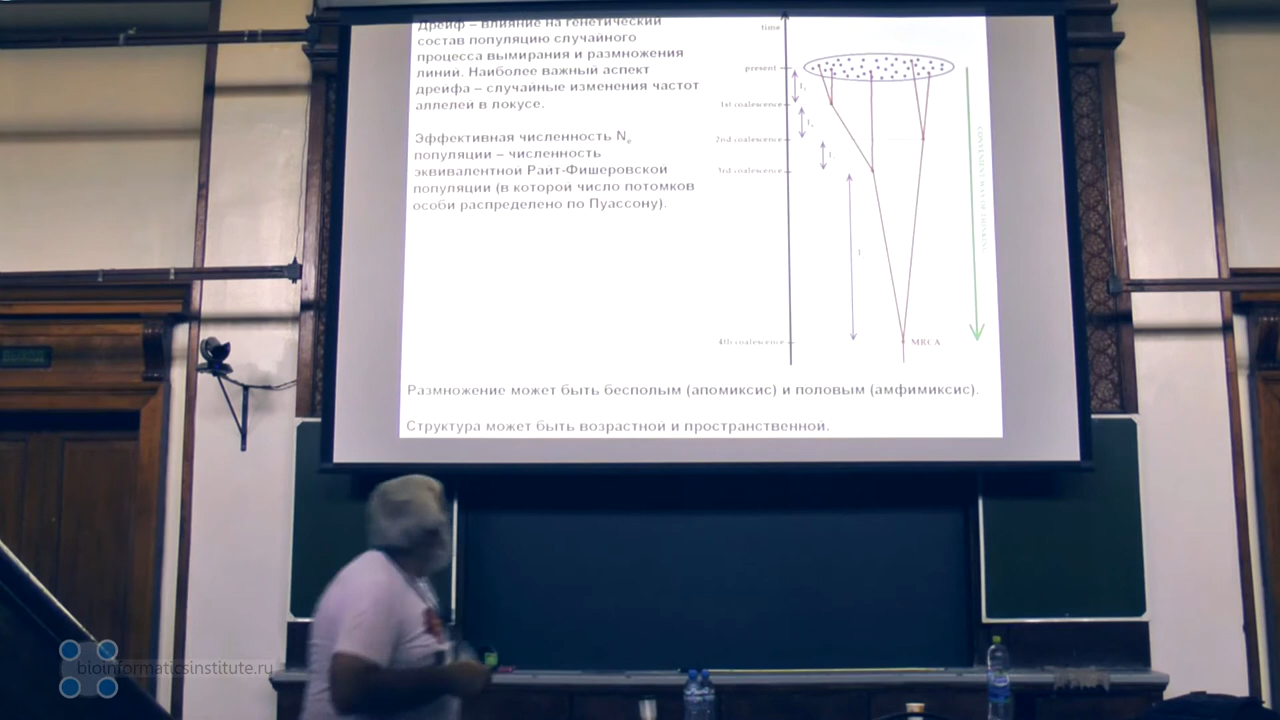 Дрейф – влияние на генетический
состав популяцию случайного
процесса вымирания и размножения
линий. Наиболее важный аспект
дрейфа – случайные изменения частот
аллелей в локусе.
Эффективная численность Nₑ
популяции – численность
эквивалентной Раит-Фишеровской
популяции (в которой число потомков
особи распределено по Пуассону).
time
present
1st coalescence
2nd coalescence
3rd coalescence
4th coalescence
MRCA
Размножение может быть бесполым (апомиксис) и половым (амфимиксис).
Структура может быть возрастной и пространственной.
bioinformaticsinstitute.ru